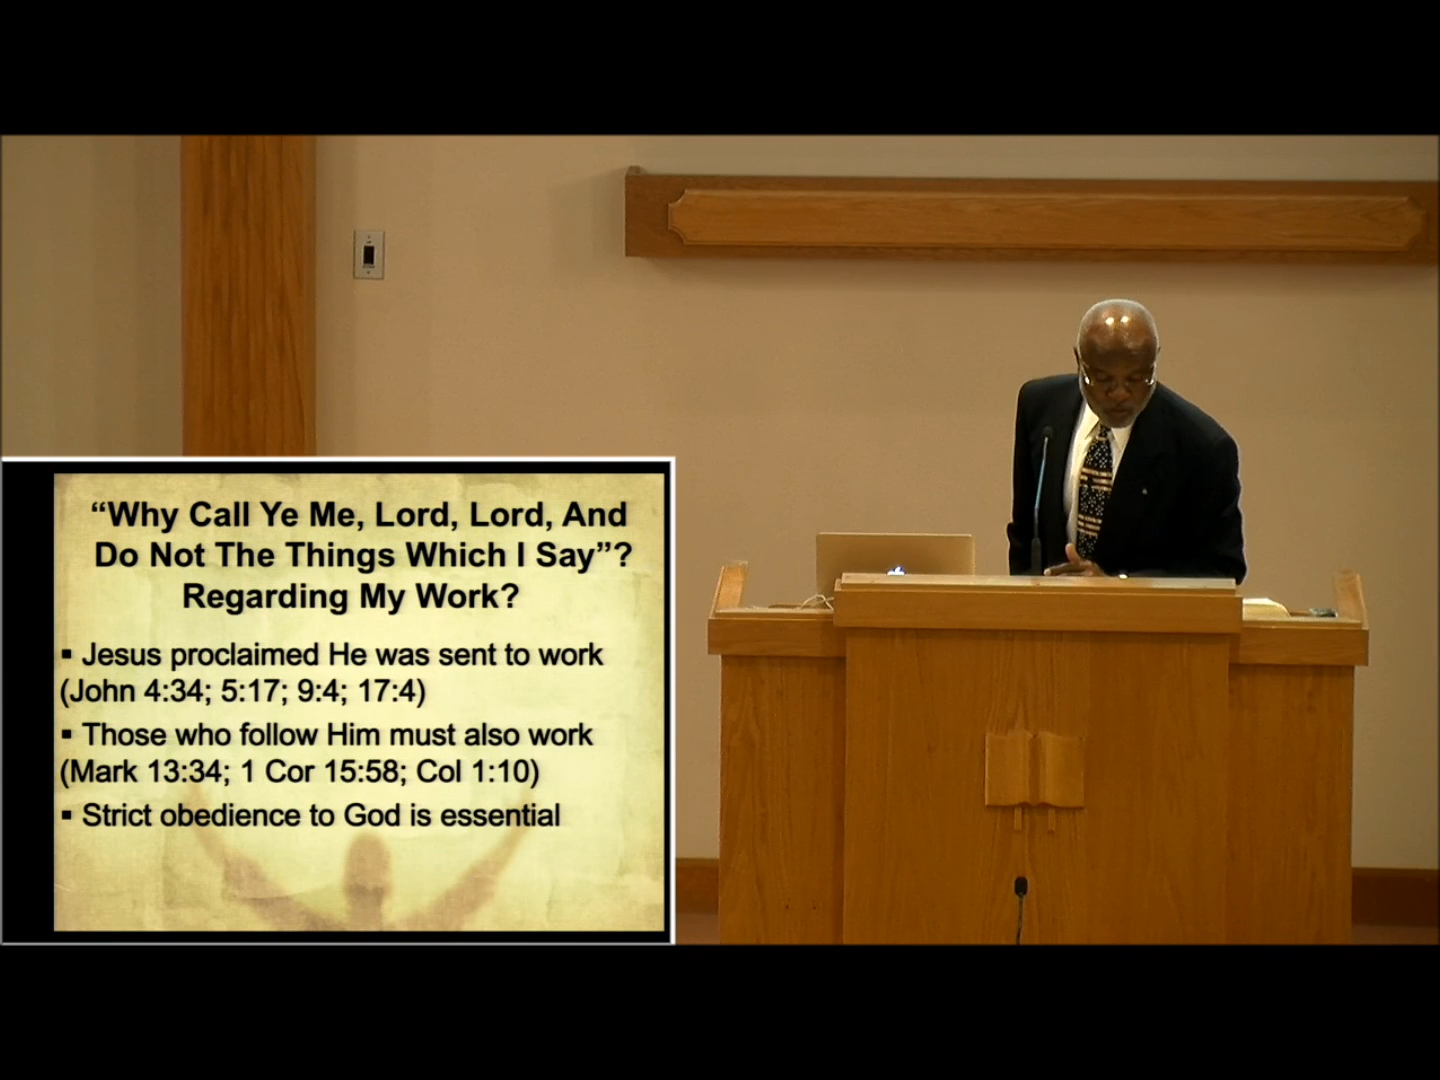 “Why Call Ye Me, Lord, Lord, And
Do Not The Things Which I Say”?
Regarding My Work?
▪ Jesus proclaimed He was sent to work
(John 4:34; 5:17; 9:4; 17:4)
▪ Those who follow Him must also work
(Mark 13:34; 1 Cor 15:58; Col 1:10)
▪ Strict obedience to God is essential